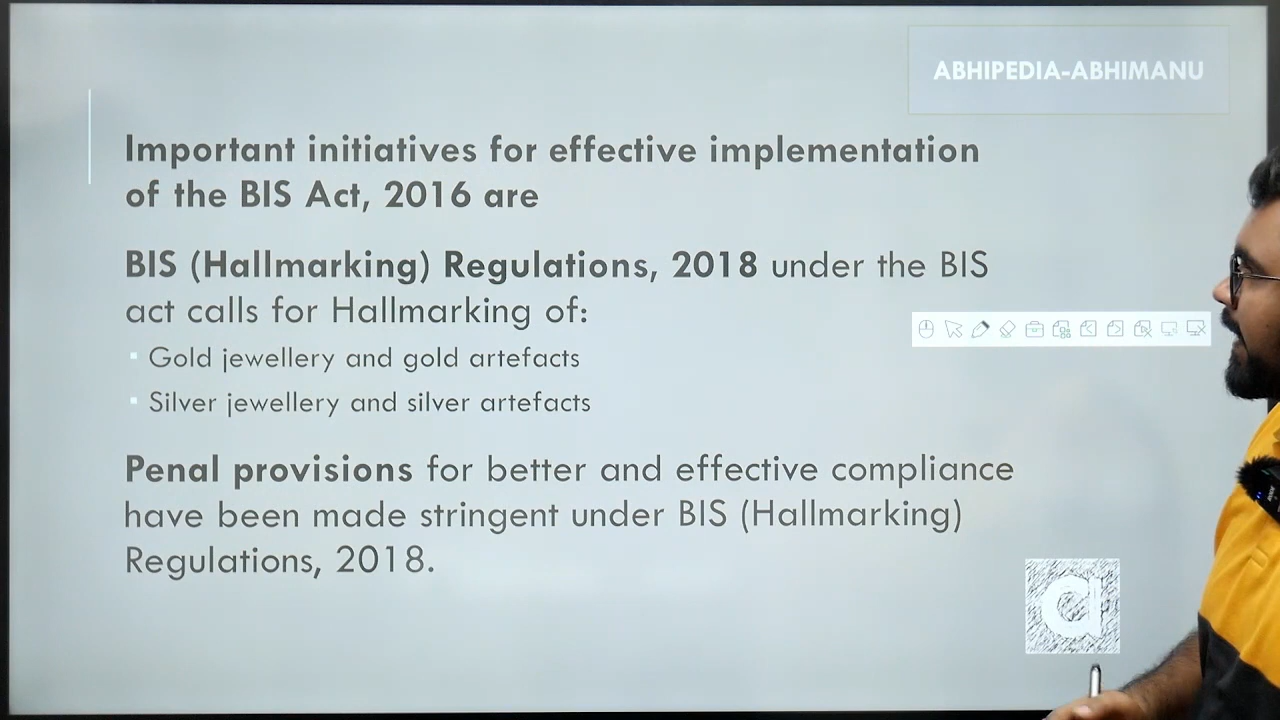 ABHIPEDIA-ABHIMANU
Important initiatives for effective implementation
of the BIS Act, 2016 are
BIS (Hallmarking) Regulations, 2018 under the BIS
act calls for Hallmarking of:
Gold jewellery and gold artefacts
Silver jewellery and silver artefacts
Penal provisions for better and effective compliance
have been made stringent under BIS (Hallmarking)
Regulations, 2018.
a